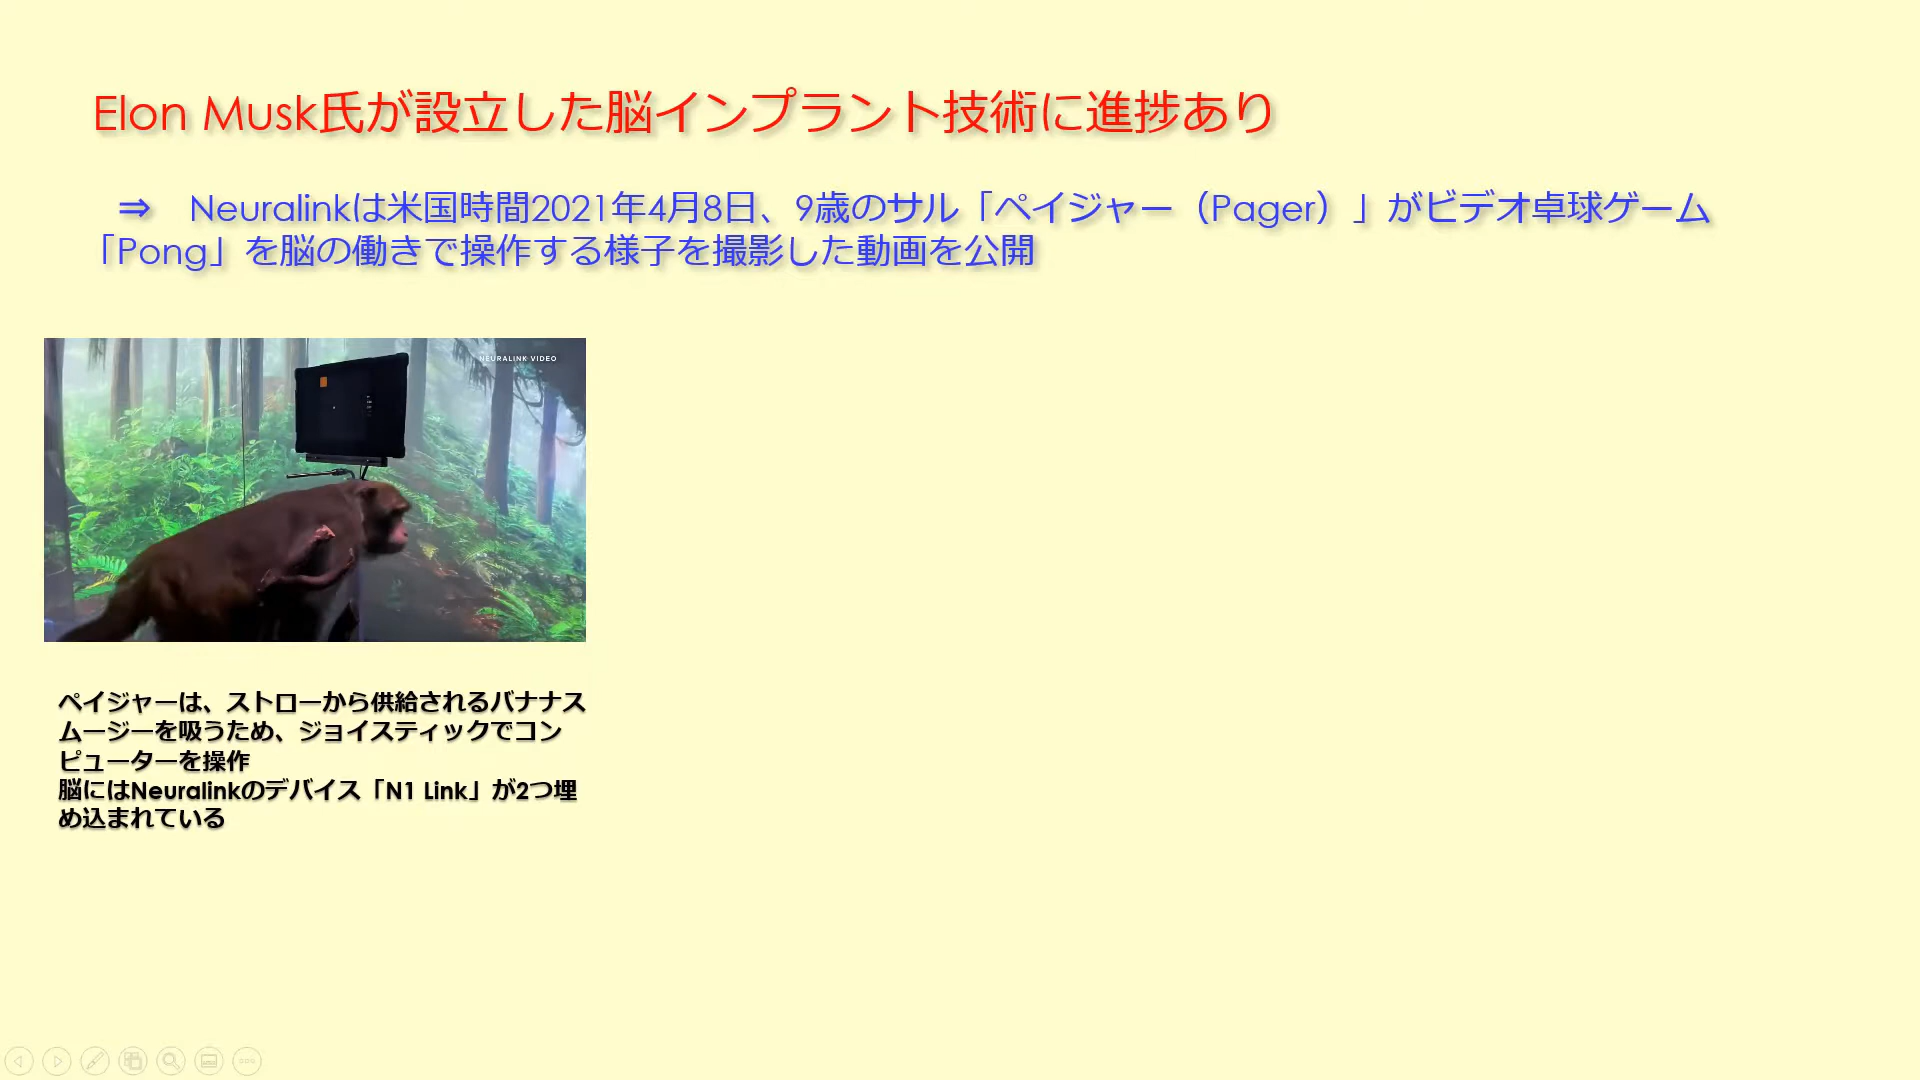 Elon Musk氏が設立した脳インプラント技術に進捗あり
⇒　Neuralinkは米国時間2021年4月8日、9歳のサル「ペイジャー（Pager）」がビデオ卓球ゲーム
「Pong」を脳の働きで操作する様子を撮影した動画を公開
NEURALINK VIDEO
ペイジャーは、ストローから供給されるバナナス
ムージーを吸うため、ジョイスティックでコン
ピューターを操作
脳にはNeuralinkのデバイス「N1 Link」が2つ埋
め込まれている